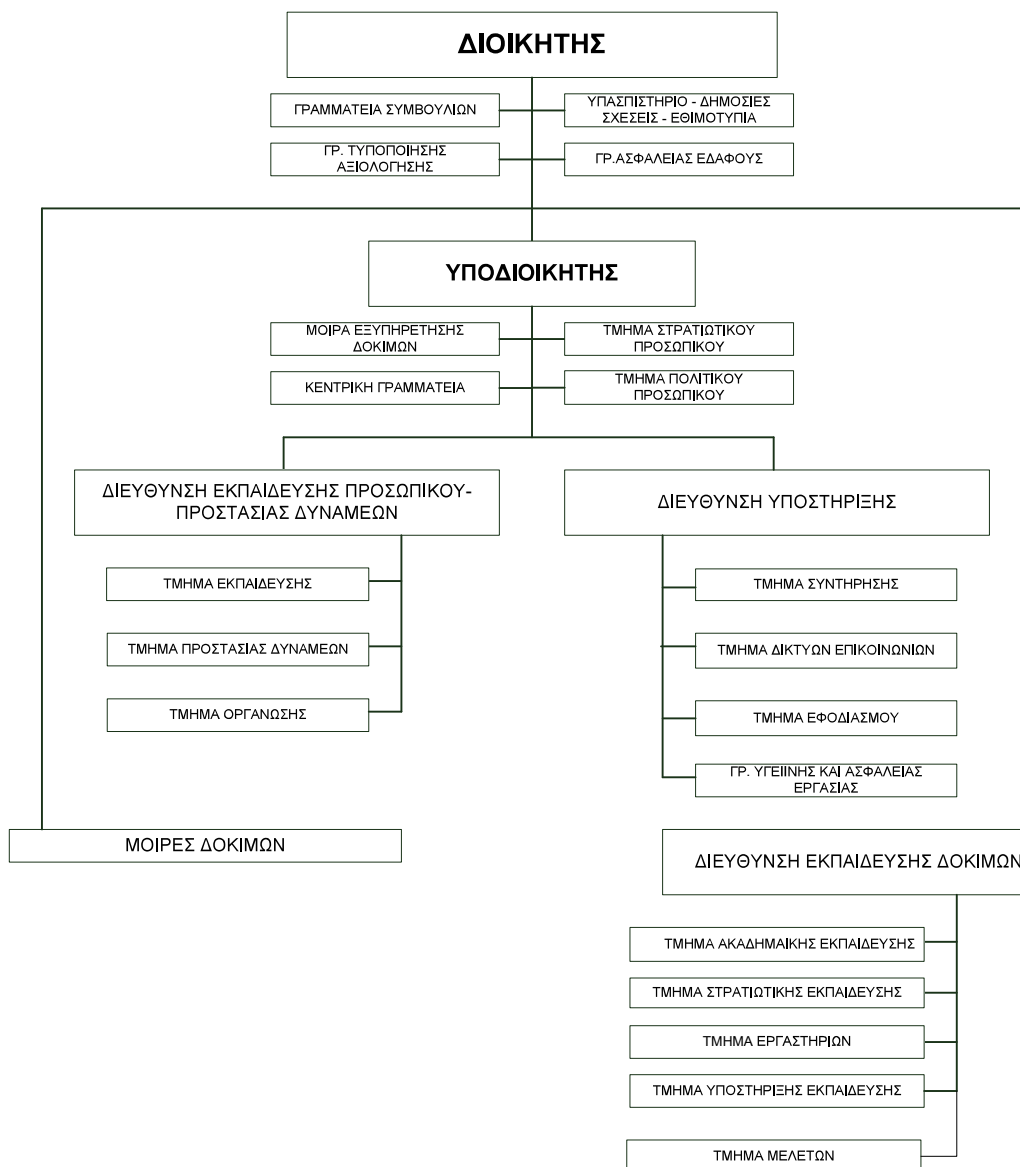 ΔΙΟΙΚΗΤΗΣ
ΓΡΑΜΜΑΤΕΙΑ ΣΥΜΒΟΥΛΙΩΝ
ΥΠΑΣΠΙΣΤΗΡΙΟ - ΔΗΜΟΣΙΕΣ
ΣΧΕΣΕΙΣ - ΕΘΙΜΟΤΥΠΙΑ
ΓΡ. ΤΥΠΟΠΟΙΗΣΗΣ
ΑΞΙΟΛΟΓΗΣΗΣ
ΓΡ.ΑΣΦΑΛΕΙΑΣ ΕΔΑΦΟΥΣ
ΥΠΟΔΙΟΙΚΗΤΗΣ
ΜΟΙΡΑ ΕΞΥΠΗΡΕΤΗΣΗΣ
ΔΟΚΙΜΩΝ
ΤΜΗΜΑ ΣΤΡΑΤΙΩΤΙΚΟΥ
ΠΡΟΣΩΠΙΚΟΥ
ΚΕΝΤΡΙΚΗ ΓΡΑΜΜΑΤΕΙΑ
ΤΜΗΜΑ ΠΟΛΙΤΙΚΟΥ
ΠΡΟΣΩΠΙΚΟΥ
ΔΙΕΥΘΥΝΣΗ ΕΚΠΑΙΔΕΥΣΗΣ ΠΡΟΣΩΠΙΚΟΥ-
ΠΡΟΣΤΑΣΙΑΣ ΔΥΝΑΜΕΩΝ
ΤΜΗΜΑ ΕΚΠΑΙΔΕΥΣΗΣ
ΤΜΗΜΑ ΠΡΟΣΤΑΣΙΑΣ ΔΥΝΑΜΕΩΝ
ΤΜΗΜΑ ΟΡΓΑΝΩΣΗΣ
ΔΙΕΥΘΥΝΣΗ ΥΠΟΣΤΗΡΙΞΗΣ
ΤΜΗΜΑ ΣΥΝΤΗΡΗΣΗΣ
ΤΜΗΜΑ ΔΙΚΤΥΩΝ ΕΠΙΚΟΙΝΩΝΙΩΝ
ΤΜΗΜΑ ΕΦΟΔΙΑΣΜΟΥ
ΓΡ. ΥΓΕΙΙΝΗΣ ΚΑΙ ΑΣΦΑΛΕΙΑΣ
ΕΡΓΑΣΙΑΣ
ΜΟΙΡΕΣ ΔΟΚΙΜΩΝ
ΔΙΕΥΘΥΝΣΗ ΕΚΠΑΙΔΕΥΣΗΣ ΔΟΚΙΜΩΝ
ΤΜΗΜΑ ΑΚΑΔΗΜΑΙΚΗΣ ΕΚΠΑΙΔΕΥΣΗΣ
ΤΜΗΜΑ ΣΤΡΑΤΙΩΤΙΚΗΣ ΕΚΠΑΙΔΕΥΣΗΣ
ΤΜΗΜΑ ΕΡΓΑΣΤΗΡΙΩΝ
ΤΜΗΜΑ ΥΠΟΣΤΗΡΙΞΗΣ ΕΚΠΑΙΔΕΥΣΗΣ
ΤΜΗΜΑ ΜΕΛΕΤΩΝ